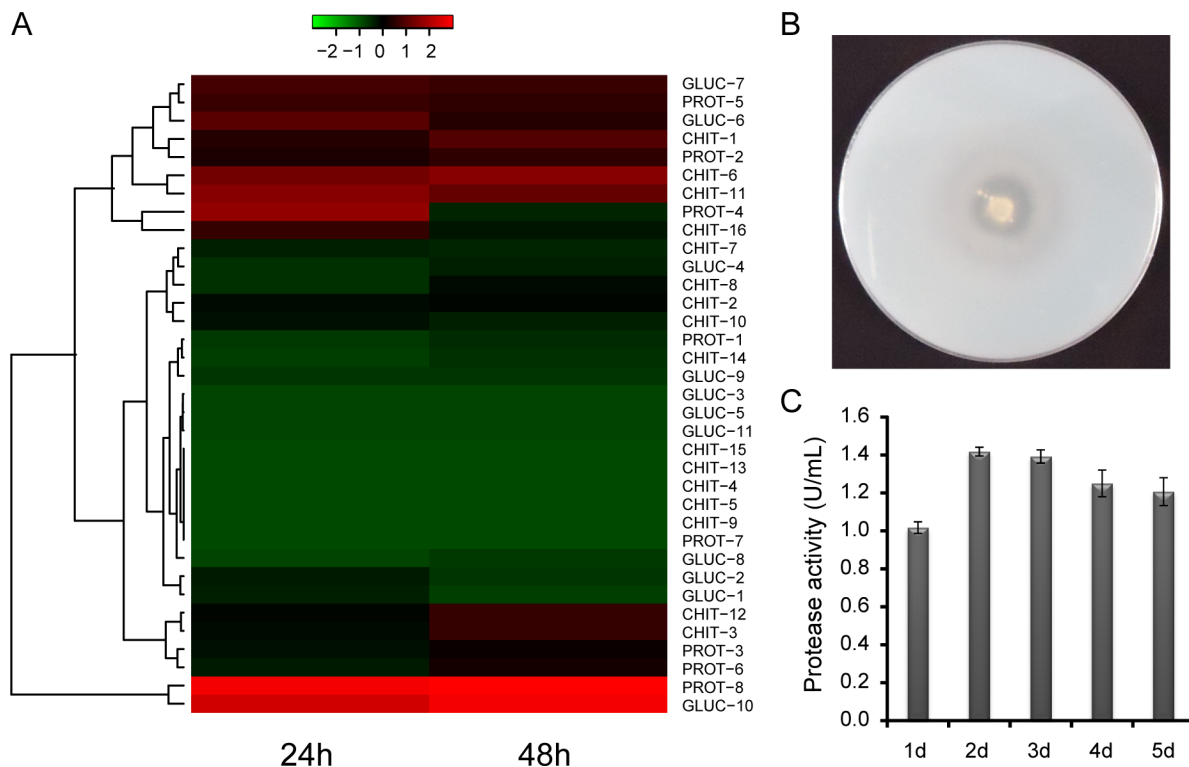 A
−2 −1 0 1 2
GLUC−7
PROT−5
GLUC−6
CHIT−1
PROT−2
CHIT−6
CHIT−11
PROT−4
CHIT−16
CHIT−7
GLUC−4
CHIT−8
CHIT−2
CHIT−10
PROT−1
CHIT−14
GLUC−9
GLUC−3
GLUC−5
GLUC−11
CHIT−15
CHIT−13
CHIT−4
CHIT−5
CHIT−9
PROT−7
GLUC−8
GLUC−2
GLUC−1
CHIT−12
CHIT−3
PROT−3
PROT−6
PROT−8
GLUC−10
24h 48h
B
C
Protease activity (U/mL)
1.6
1.4
1.2
1.0
0.8
0.6
0.4
0.2
0.0
1d 2d 3d 4d 5d